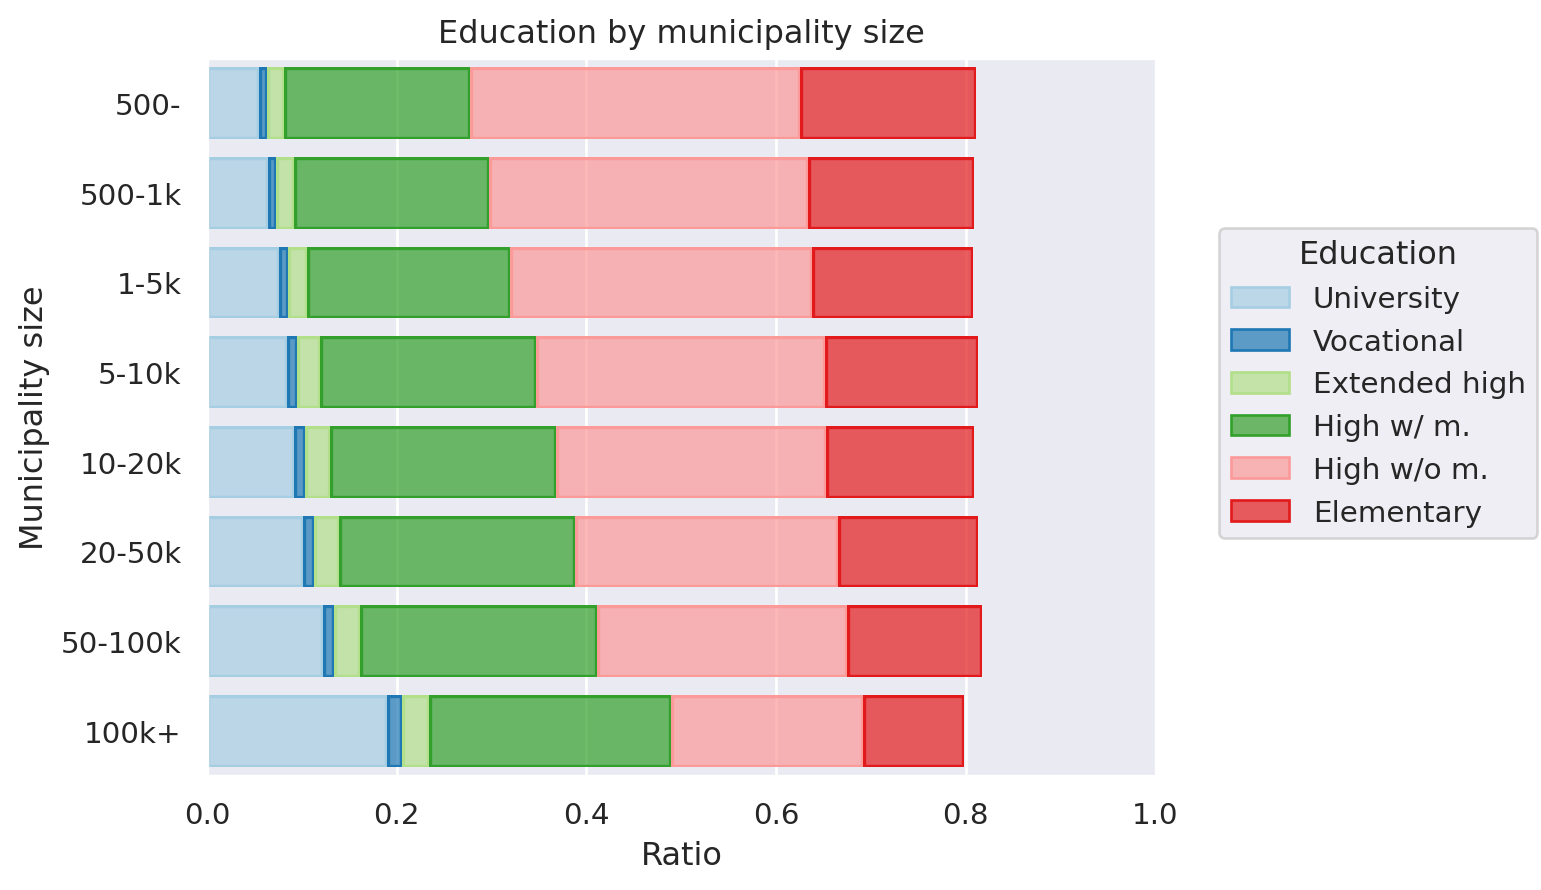 Education by municipality size
Municipality size
500-
500-1k
1-5k
5-10k
10-20k
20-50k
50-100k
100k+
0.0 0.2 0.4 0.6 0.8 1.0
Ratio
Education
University
Vocational
Extended high
High w/ m.
High w/o m.
Elementary